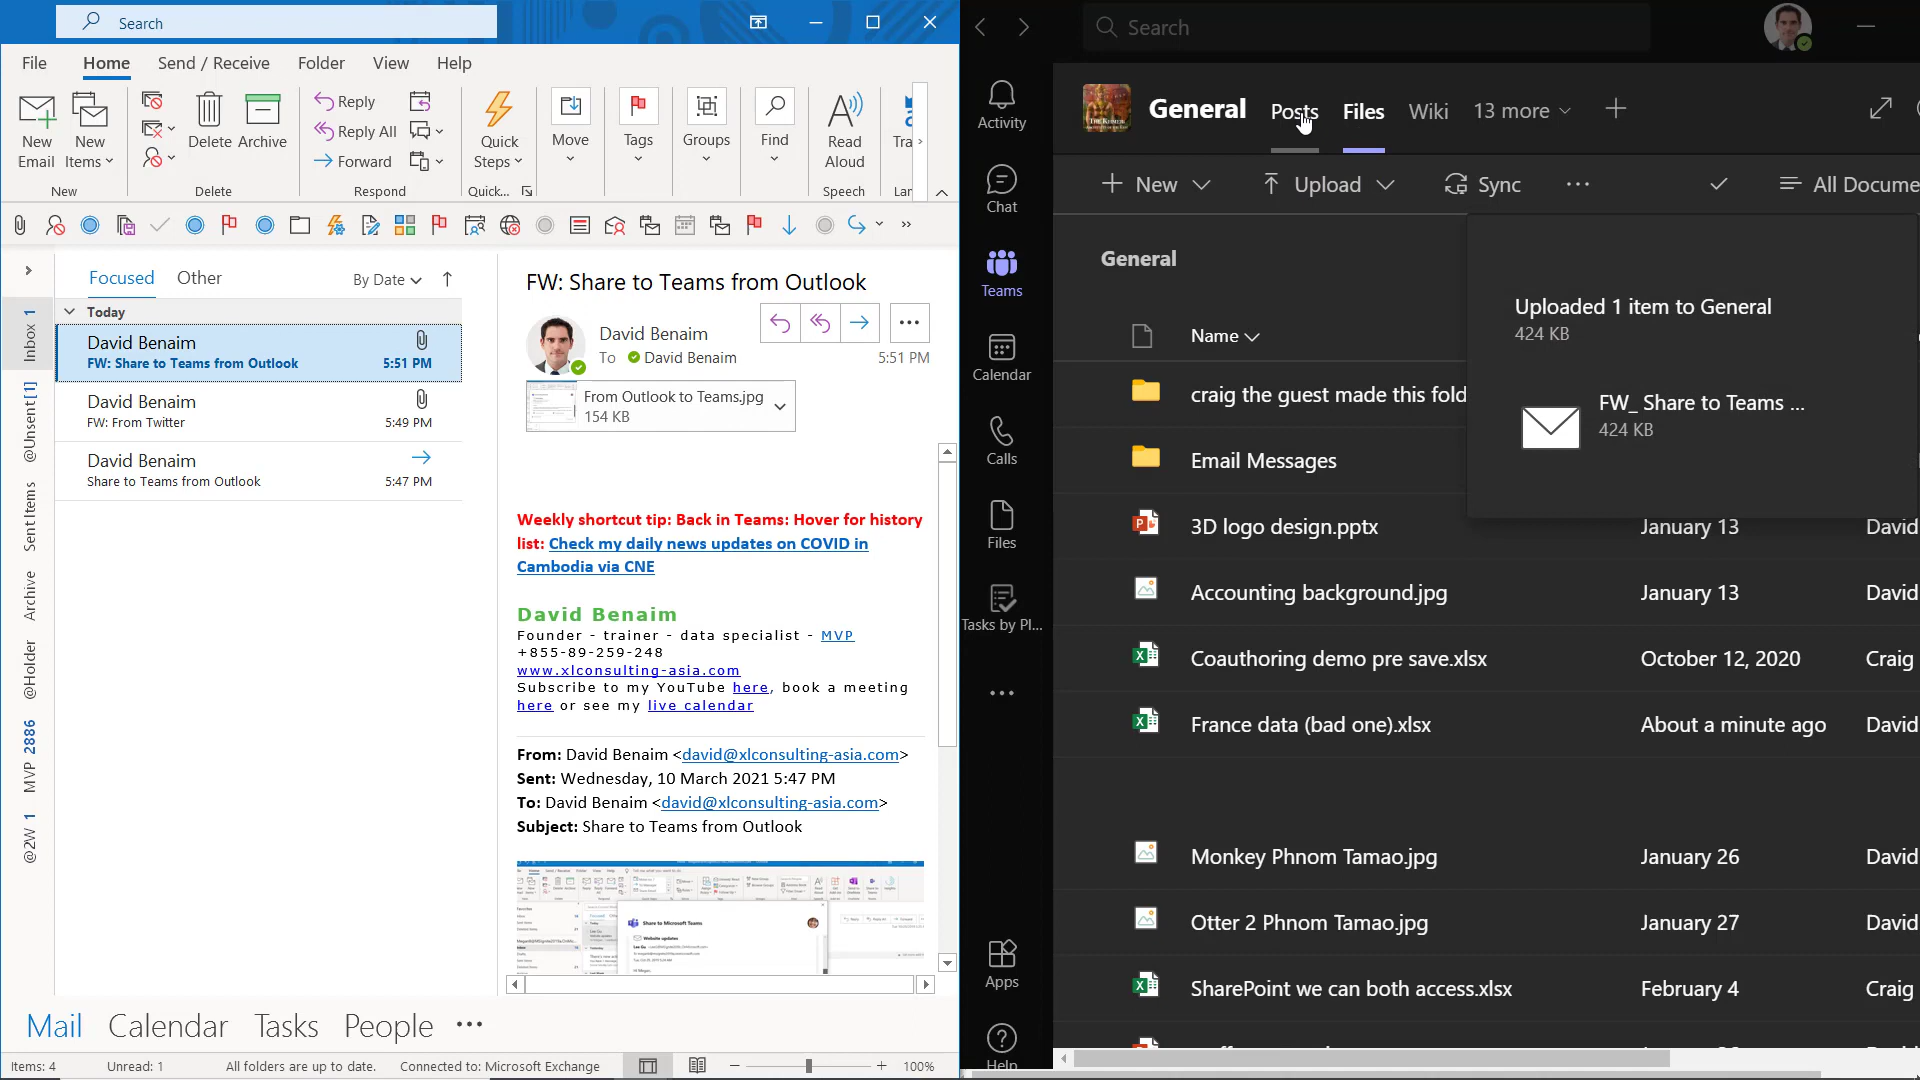 Search
File Home Send / Receive Folder View Help
New Email
New Items
Delete
Archive
Reply
Reply All
Forward
Quick Steps
Move
Tags
Groups
Find
Read Aloud
Tra
New
Delete
Respond
Quick...
Speech
Lar
Focused Other By Date
Today
David Benaim
FW: Share to Teams from Outlook 5:51 PM
David Benaim
FW: From Twitter 5:49 PM
David Benaim
Share to Teams from Outlook 5:47 PM
Inbox 1
@Unsent [1]
Sent Items
Archive
@Holder
MVP 2886
@2W 1
FW: Share to Teams from Outlook
David Benaim
To David Benaim 5:51 PM
From Outlook to Teams.jpg
154 KB
Weekly shortcut tip: Back in Teams: Hover for history
list: Check my daily news updates on COVID in
Cambodia via CNE
David Benaim
Founder - trainer - data specialist - MVP
+855-89-259-248
www.xlconsulting-asia.com
Subscribe to my YouTube here, book a meeting
here or see my live calendar
From: David Benaim <david@xlconsulting-asia.com>
Sent: Wednesday, 10 March 2021 5:47 PM
To: David Benaim <david@xlconsulting-asia.com>
Subject: Share to Teams from Outlook
Share to Microsoft Teams
Website updates
Mail Calendar Tasks People
Items: 4 Unread: 1 All folders are up to date. Connected to: Microsoft Exchange 100%
Search
Activity
Chat
Teams
Calendar
Calls
Files
Tasks by Pl...
Apps
Help
General Posts Files Wiki 13 more
New Upload Sync All Docume
General
Name
Uploaded 1 item to General
424 KB
FW_ Share to Teams ...
424 KB
craig the guest made this fold
Email Messages
3D logo design.pptx January 13 David
Accounting background.jpg January 13 David
Coauthoring demo pre save.xlsx October 12, 2020 Craig
France data (bad one).xlsx About a minute ago David
Monkey Phnom Tamao.jpg January 26 David
Otter 2 Phnom Tamao.jpg January 27 David
SharePoint we can both access.xlsx February 4 Craig